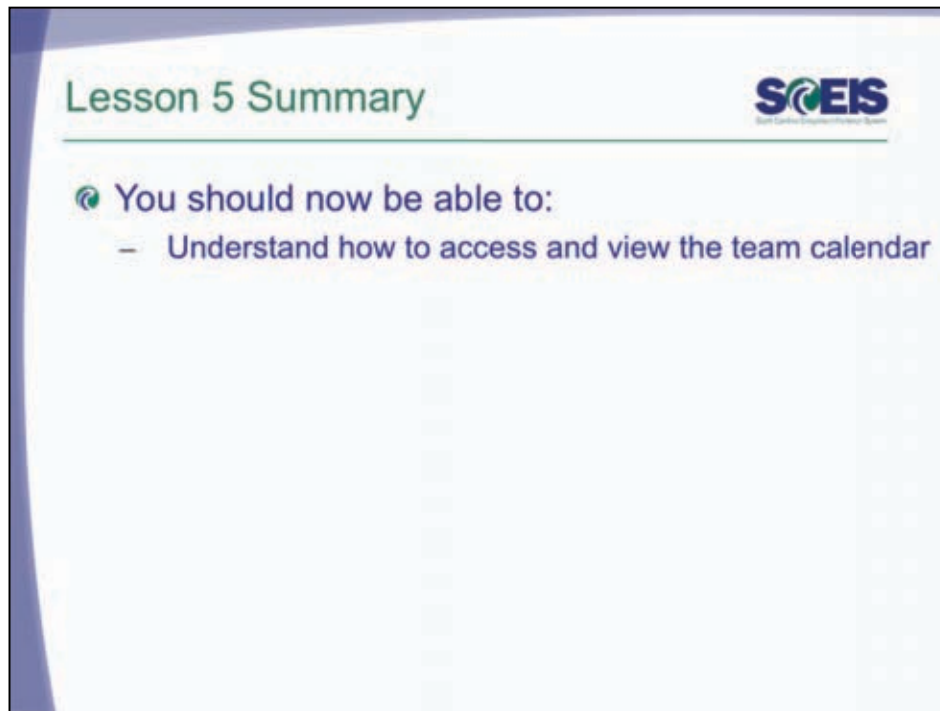 Lesson 5 Summary
SCEIS
You should now be able to:
– Understand how to access and view the team calendar